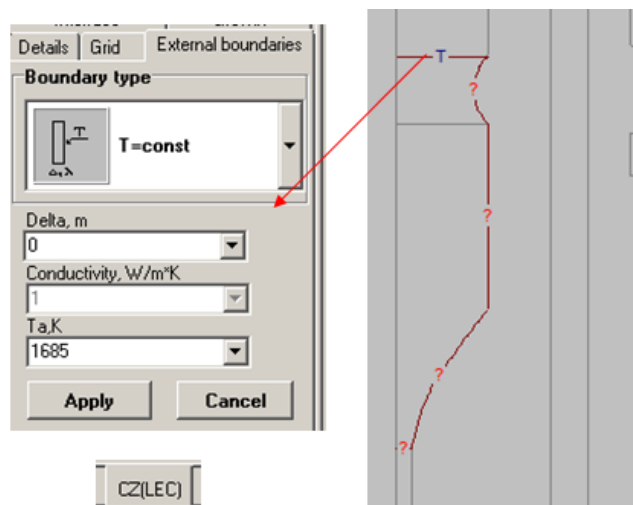 Details Grid External boundaries
Boundary type
T
Δ,λ
T=const
Delta, m
0
Conductivity, W/m*K
1
Ta,K
1685
Apply Cancel
CZ(LEC)
T
?
?
?
?